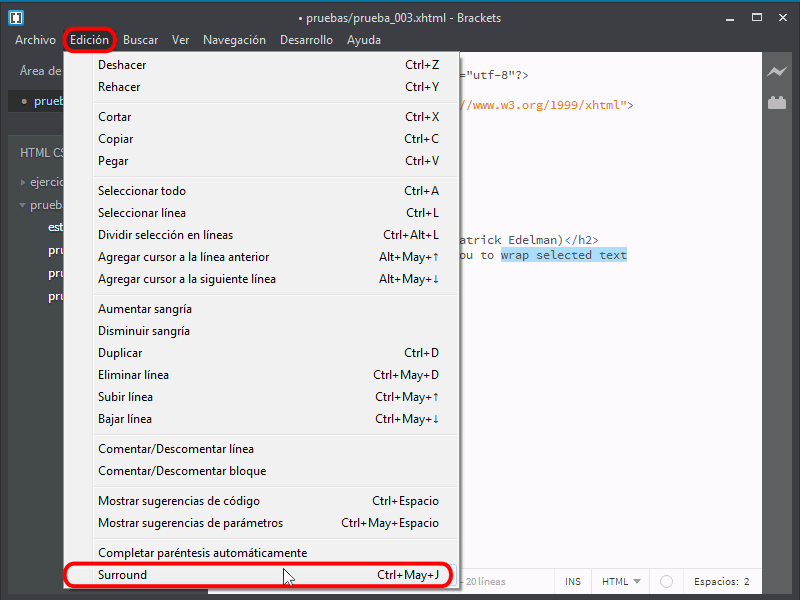 • pruebas/prueba_003.xhtml - Brackets
Archivo Edición Buscar Ver Navegación Desarrollo Ayuda
Área de
• prueb
HTML CS
ejercic
prueb
est
pru
pru
pru
Deshacer Ctrl+Z
Rehacer Ctrl+Y
Cortar Ctrl+X
Copiar Ctrl+C
Pegar Ctrl+V
Seleccionar todo Ctrl+A
Seleccionar línea Ctrl+L
Dividir selección en líneas Ctrl+Alt+L
Agregar cursor a la línea anterior Alt+May+↑
Agregar cursor a la siguiente línea Alt+May+↓
Aumentar sangría
Disminuir sangría
Duplicar Ctrl+D
Eliminar línea Ctrl+May+D
Subir línea Ctrl+May+↑
Bajar línea Ctrl+May+↓
Comentar/Descomentar línea
Comentar/Descomentar bloque
Mostrar sugerencias de código Ctrl+Espacio
Mostrar sugerencias de parámetros Ctrl+May+Espacio
Completar paréntesis automáticamente
Surround Ctrl+May+J
="utf-8"?>
//www.w3.org/1999/xhtml">
atrick Edelman)</h2>
ou to wrap selected text
- 20 líneas INS HTML Espacios: 2